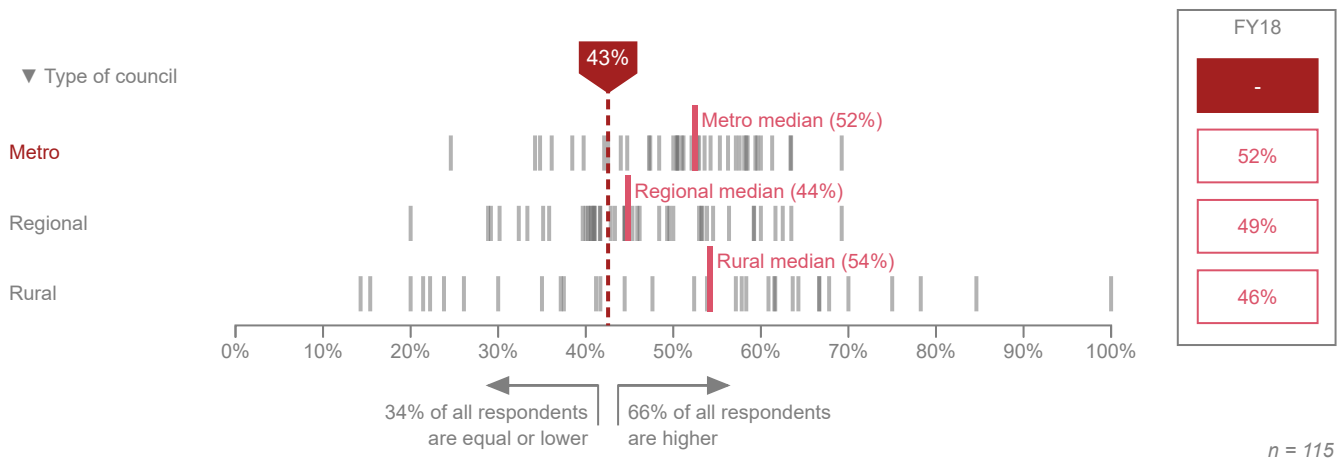 FY18
43%
▼ Type of council
-
Metro median (52%)
Metro
52%
Regional median (44%)
Regional
49%
Rural median (54%)
Rural
46%
0% 10% 20% 30% 40% 50% 60% 70% 80% 90% 100%
34% of all respondents
are equal or lower
66% of all respondents
are higher
n = 115